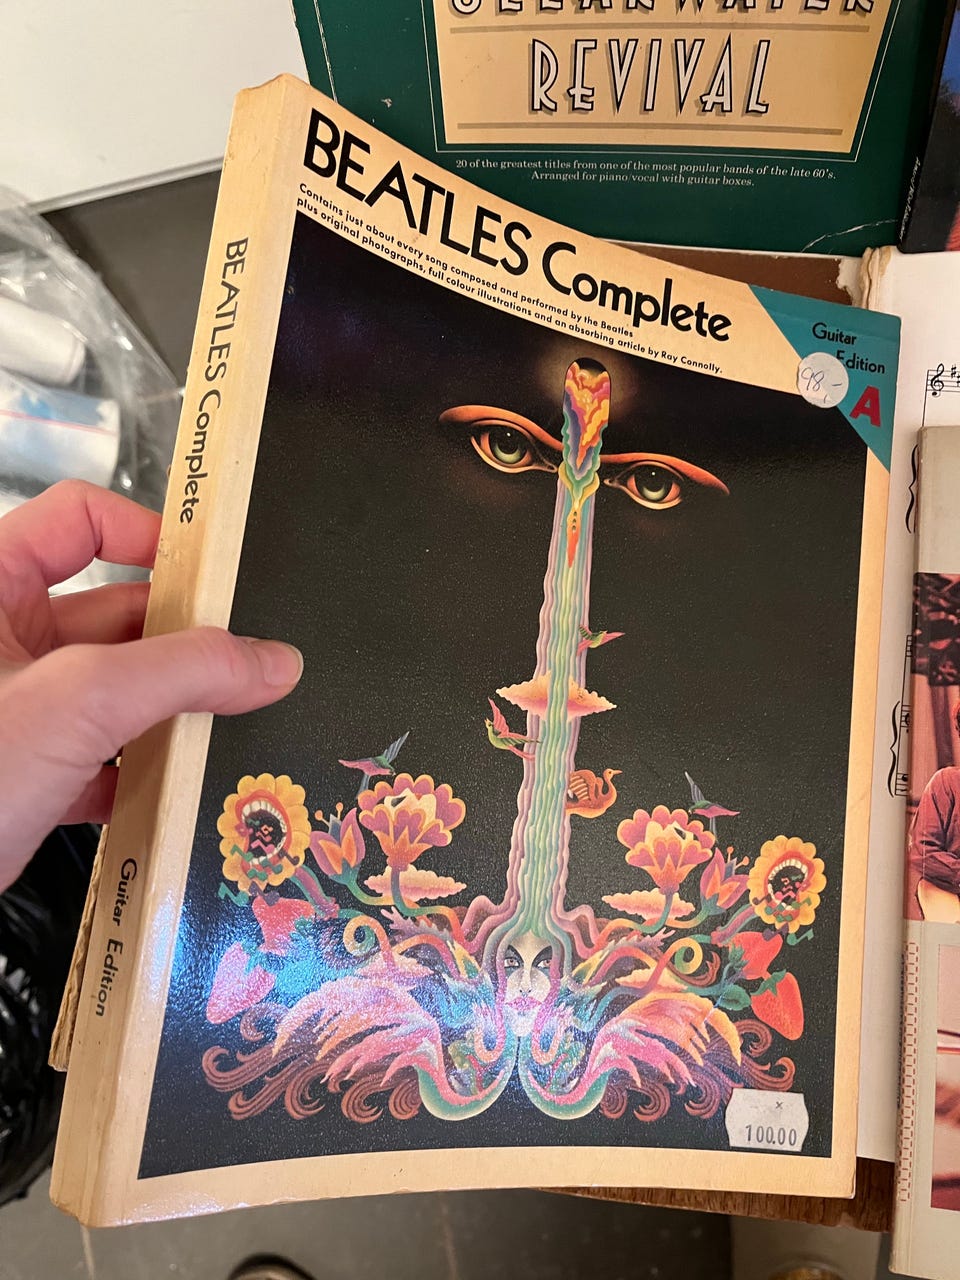 CLEARWATER
REVIVAL
20 of the greatest titles from one of the most popular bands of the late 60's.
Arranged for piano/vocal with guitar boxes.
BEATLES Complete
Contains just about every song composed and performed by the Beatles
plus original photographs, full colour illustrations and an absorbing article by Ray Connolly.
Guitar
Edition
98,-
A
BEATLES Complete
Guitar Edition
x
100.00